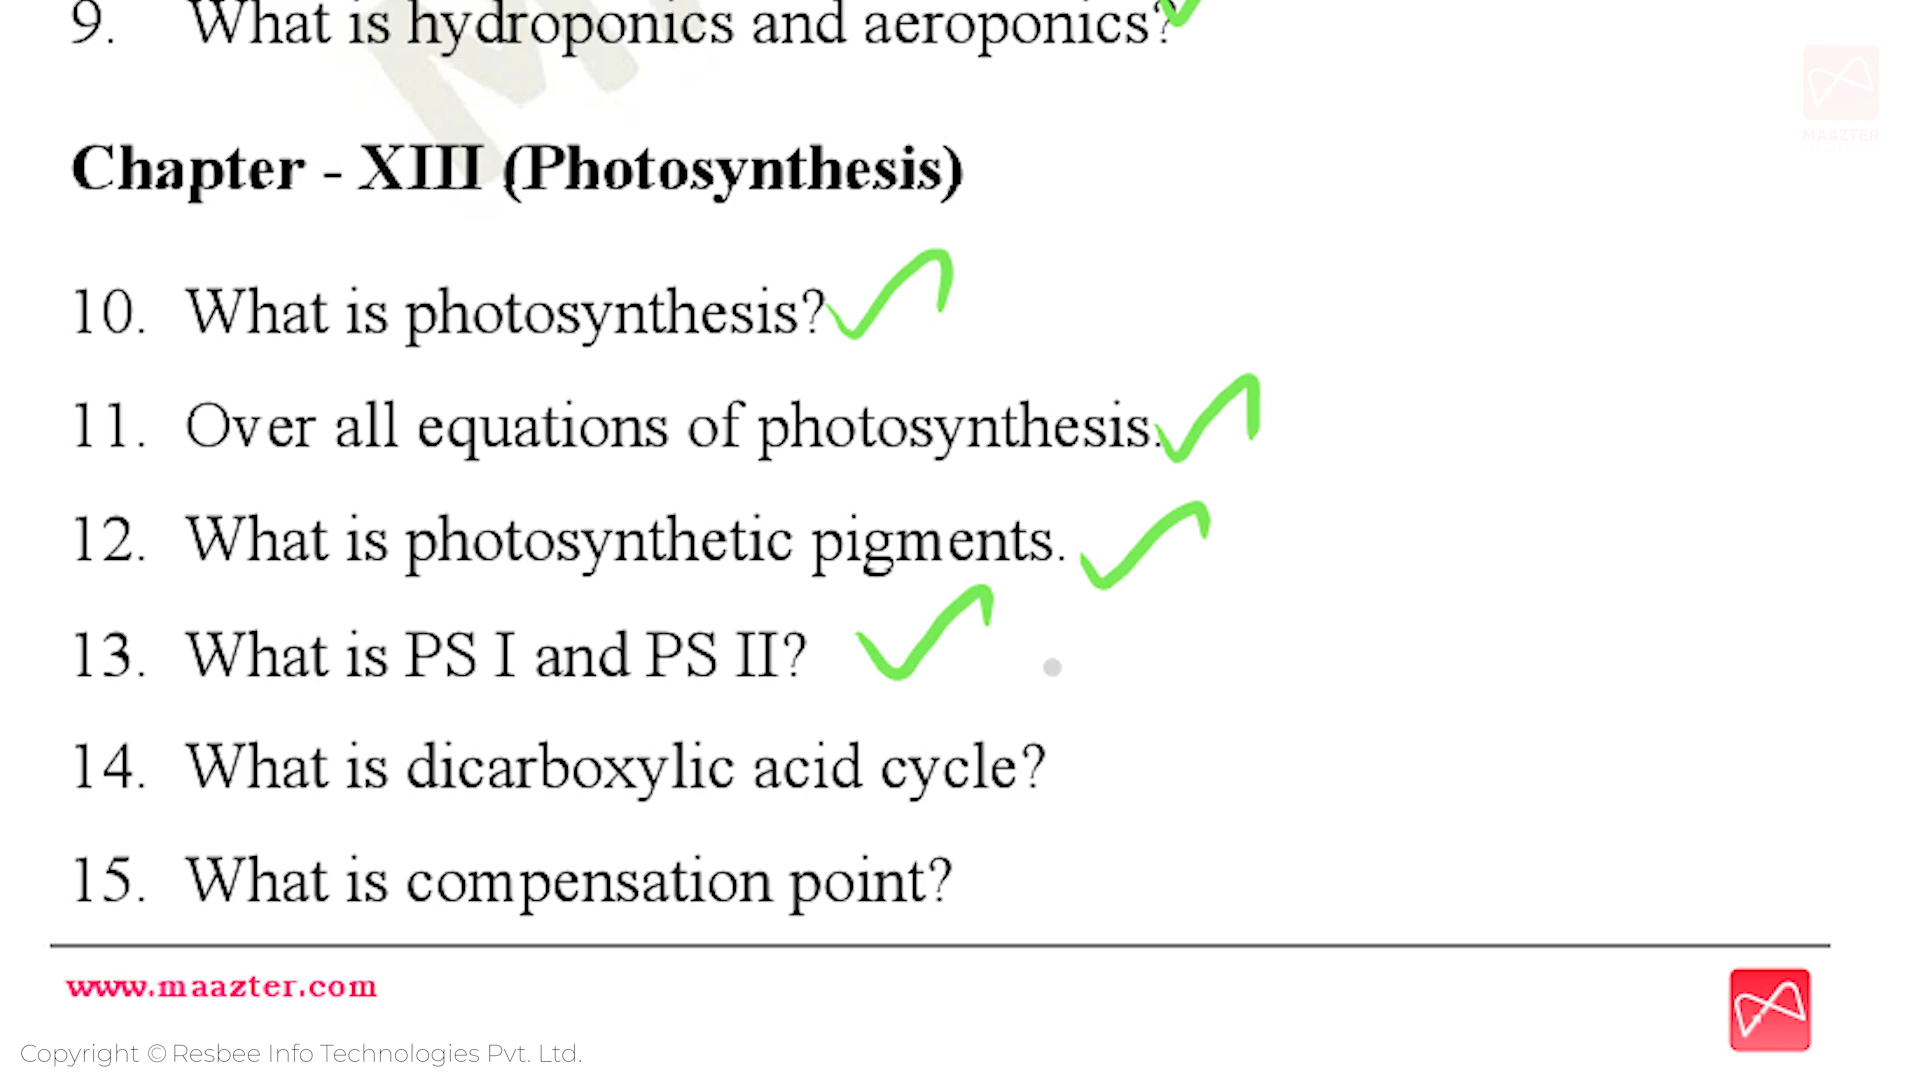 9. What is hydroponics and aeroponics?
MAAZTER
Chapter - XIII (Photosynthesis)
10. What is photosynthesis?
11. Over all equations of photosynthesis.
12. What is photosynthetic pigments.
13. What is PS I and PS II?
14. What is dicarboxylic acid cycle?
15. What is compensation point?
www.maazter.com
Copyright © Resbee Info Technologies Pvt. Ltd.